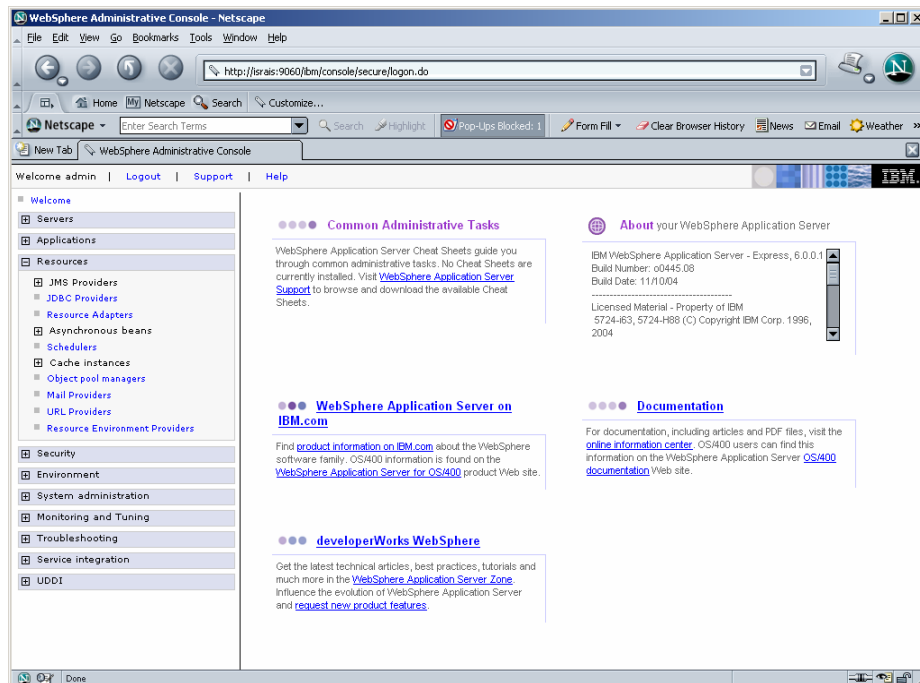 WebSphere Administrative Console - Netscape
File Edit View Go Bookmarks Tools Window Help
http://israis:9060/ibm/console/secure/logon.do
Home My Netscape Search Customize...
Netscape Enter Search Terms Search Highlight Pop-Ups Blocked: 1 Form Fill Clear Browser History News Email Weather »
New Tab WebSphere Administrative Console
Welcome admin | Logout | Support | Help
IBM.
Welcome
Servers
Applications
Resources
JMS Providers
JDBC Providers
Resource Adapters
Asynchronous beans
Schedulers
Cache instances
Object pool managers
Mail Providers
URL Providers
Resource Environment Providers
Security
Environment
System administration
Monitoring and Tuning
Troubleshooting
Service integration
UDDI
Common Administrative Tasks
WebSphere Application Server Cheat Sheets guide you
through common administrative tasks. No Cheat Sheets are
currently installed. Visit WebSphere Application Server
Support to browse and download the available Cheat
Sheets.
About your WebSphere Application Server
IBM WebSphere Application Server - Express, 6.0.0.1
Build Number: o0445.08
Build Date: 11/10/04
----------------------------------------
Licensed Material - Property of IBM
5724-i63, 5724-H88 (C) Copyright IBM Corp. 1996,
2004
WebSphere Application Server on
IBM.com
Find product information on IBM.com about the WebSphere
software family. OS/400 information is found on the
WebSphere Application Server for OS/400 product Web site.
Documentation
For documentation, including articles and PDF files, visit the
online information center. OS/400 users can find this
information on the WebSphere Application Server OS/400
documentation Web site.
developerWorks WebSphere
Get the latest technical articles, best practices, tutorials and
much more in the WebSphere Application Server Zone.
Influence the evolution of WebSphere Application Server
and request new product features.
Done